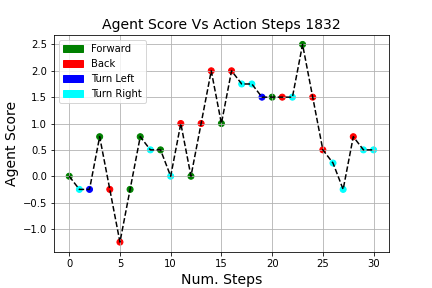 Agent Score Vs Action Steps 1832
Forward
Back
Turn Left
Turn Right
Agent Score
2.5
2.0
1.5
1.0
0.5
0.0
−0.5
−1.0
0 5 10 15 20 25 30
Num. Steps